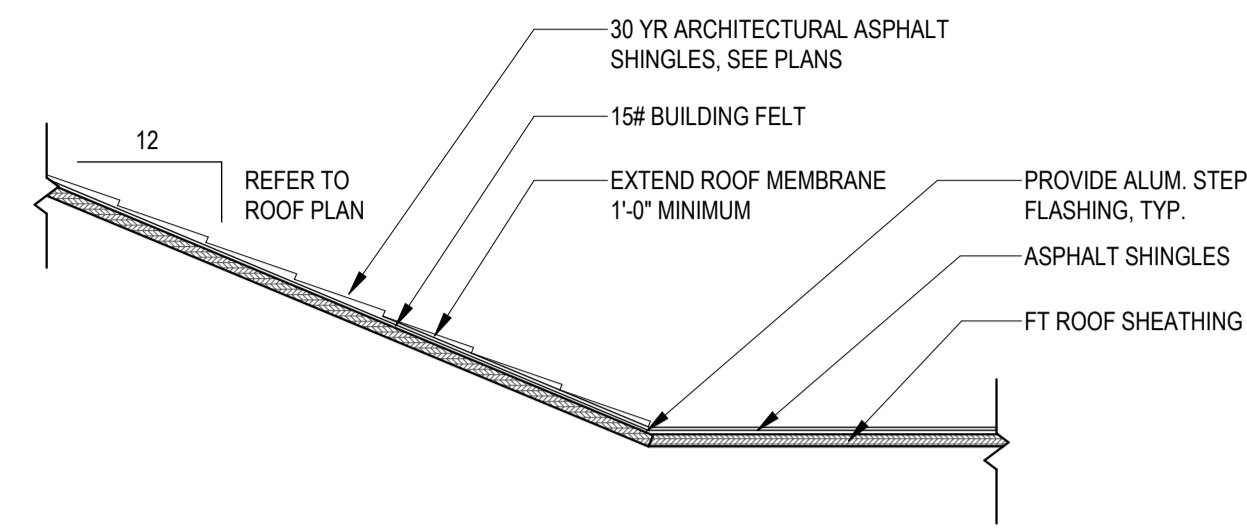 30 YR ARCHITECTURAL ASPHALT
SHINGLES, SEE PLANS
15# BUILDING FELT
12
REFER TO
ROOF PLAN
EXTEND ROOF MEMBRANE
1'-0" MINIMUM
PROVIDE ALUM. STEP
FLASHING, TYP.
ASPHALT SHINGLES
FT ROOF SHEATHING